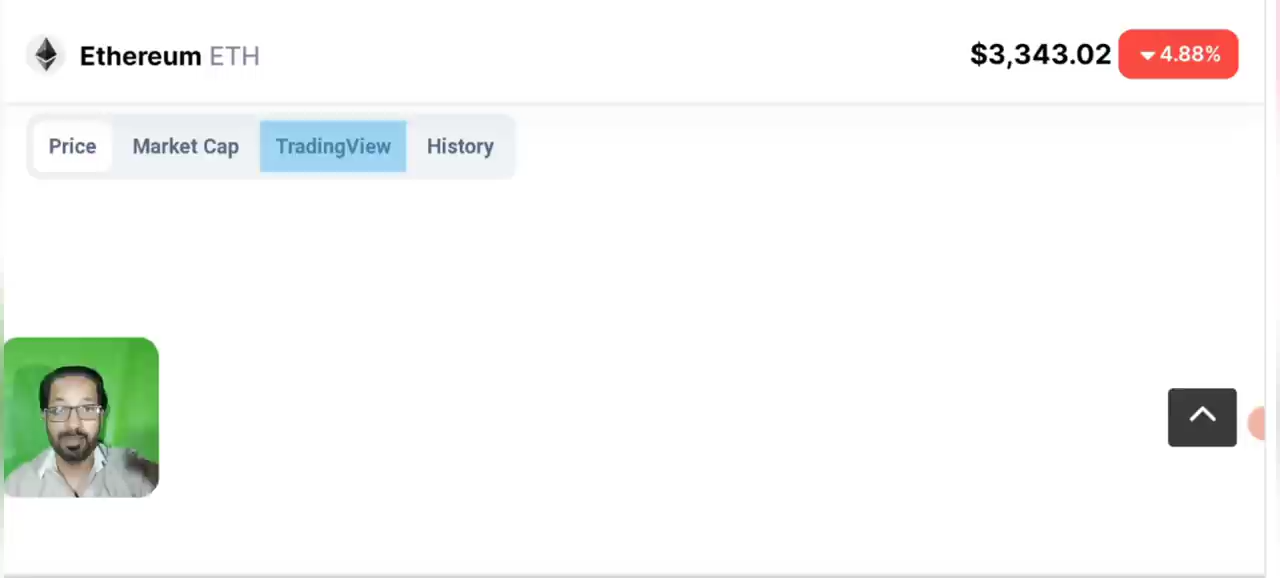 Ethereum ETH
$3,343.02
4.88%
Price
Market Cap
TradingView
History